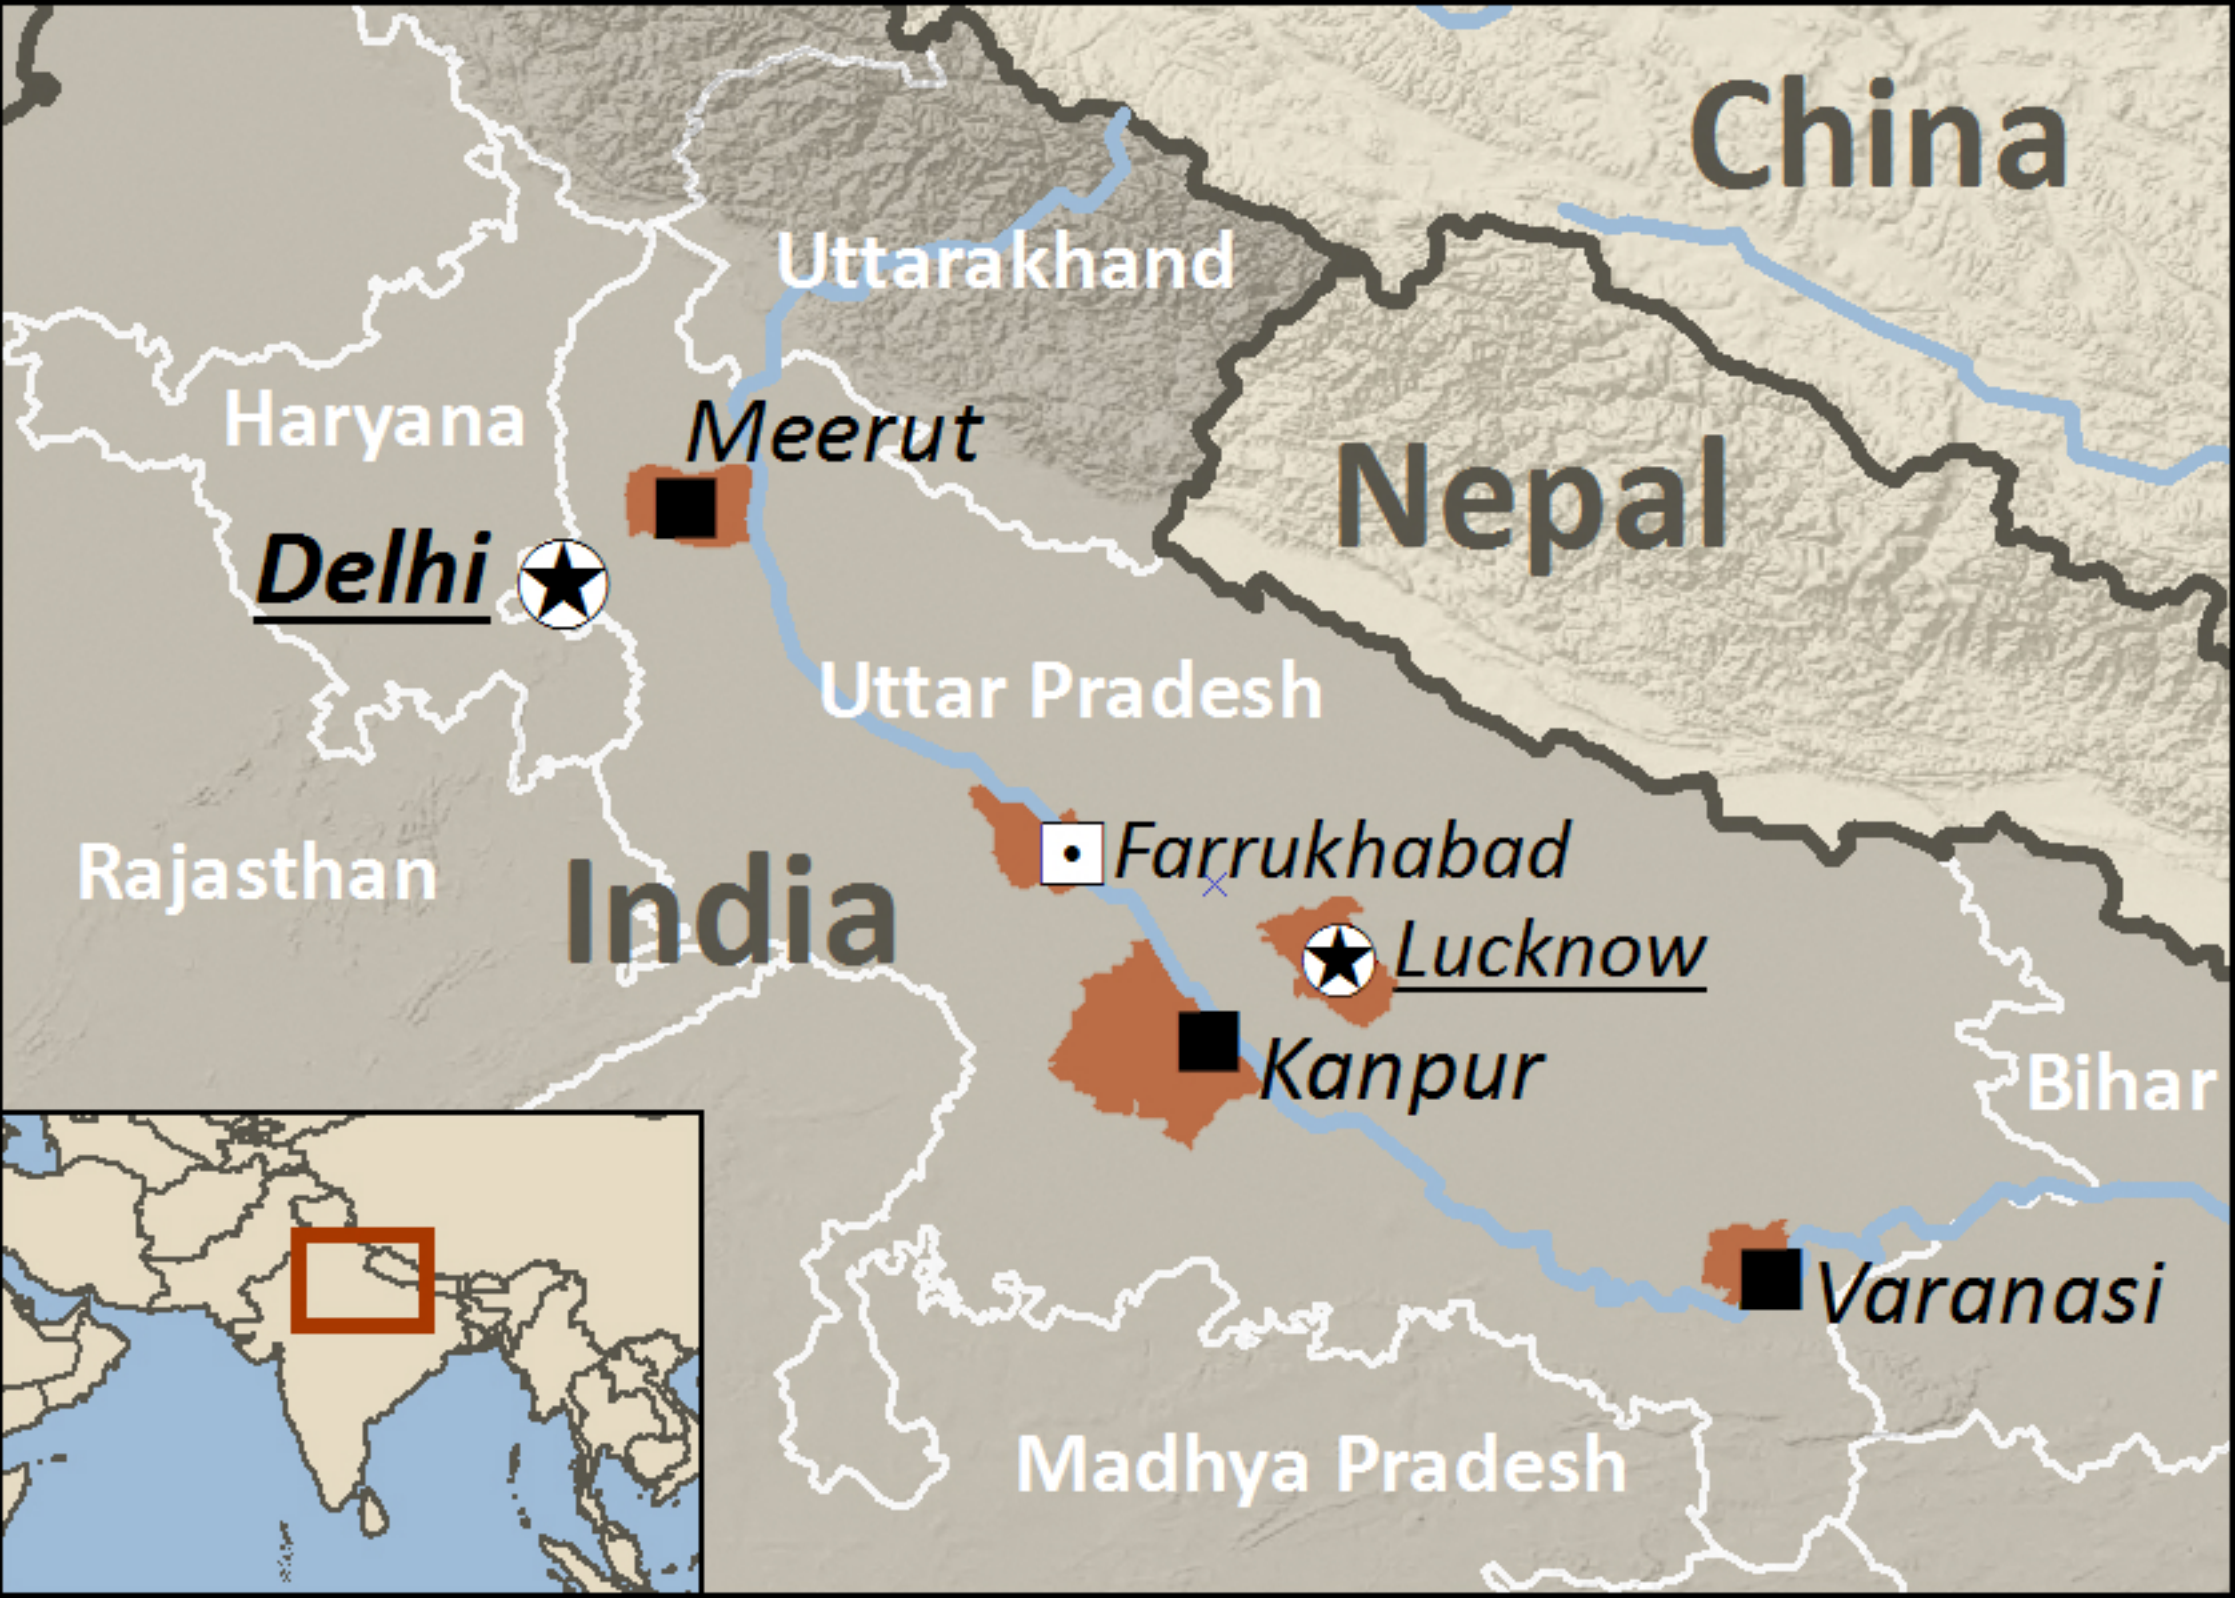 China
Uttarakhand
Haryana
Meerut
Nepal
Delhi
Uttar Pradesh
Farrukhabad
Rajasthan
India
Lucknow
Kanpur
Bihar
Varanasi
Madhya Pradesh